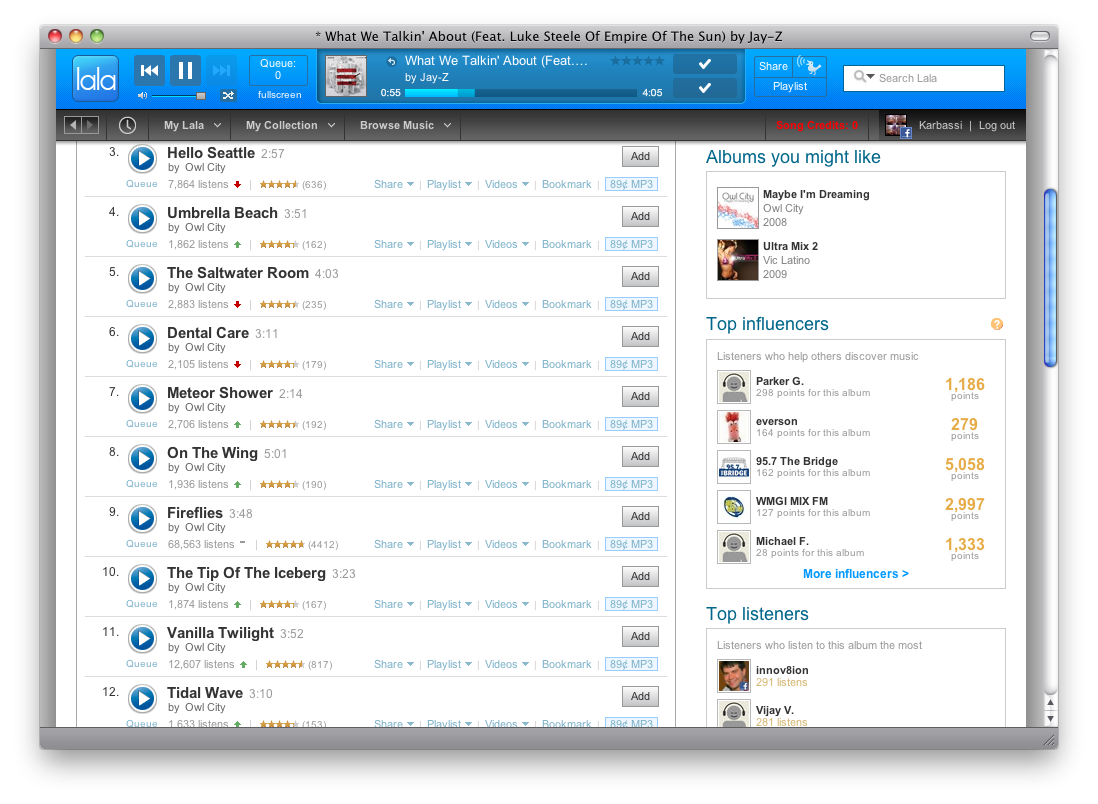 * What We Talkin' About (Feat. Luke Steele Of Empire Of The Sun) by Jay-Z
lala
Queue:
0
fullscreen
What We Talkin' About (Feat....
by Jay-Z
0:55
4:05
Share
Playlist
Search Lala
My Lala
My Collection
Browse Music
Song Credits: 0
Karbassi | Log out
3. Hello Seattle 2:57 Add
by Owl City
Queue 7,864 listens | (636) Share | Playlist | Videos | Bookmark | 89¢ MP3
4. Umbrella Beach 3:51 Add
by Owl City
Queue 1,862 listens | (162) Share | Playlist | Videos | Bookmark | 89¢ MP3
5. The Saltwater Room 4:03 Add
by Owl City
Queue 2,883 listens | (235) Share | Playlist | Videos | Bookmark | 89¢ MP3
6. Dental Care 3:11 Add
by Owl City
Queue 2,105 listens | (179) Share | Playlist | Videos | Bookmark | 89¢ MP3
7. Meteor Shower 2:14 Add
by Owl City
Queue 2,706 listens | (192) Share | Playlist | Videos | Bookmark | 89¢ MP3
8. On The Wing 5:01 Add
by Owl City
Queue 1,936 listens | (190) Share | Playlist | Videos | Bookmark | 89¢ MP3
9. Fireflies 3:48 Add
by Owl City
Queue 68,563 listens | (4412) Share | Playlist | Videos | Bookmark | 89¢ MP3
10. The Tip Of The Iceberg 3:23 Add
by Owl City
Queue 1,874 listens | (167) Share | Playlist | Videos | Bookmark | 89¢ MP3
11. Vanilla Twilight 3:52 Add
by Owl City
Queue 12,607 listens | (817) Share | Playlist | Videos | Bookmark | 89¢ MP3
12. Tidal Wave 3:10 Add
by Owl City
Queue 1,633 listens | (153) Share | Playlist | Videos | Bookmark | 89¢ MP3
Albums you might like
Owl City
Maybe I'm Dreaming
Owl City
2008
Ultra Mix 2
Vic Latino
2009
Top influencers ?
Listeners who help others discover music
Parker G. 1,186
298 points for this album points
everson 279
164 points for this album points
95.7
BRIDGE
95.7 The Bridge 5,058
162 points for this album points
WMGI MIX FM 2,997
127 points for this album points
Michael F. 1,333
28 points for this album points
More influencers >
Top listeners
Listeners who listen to this album the most
innov8ion
291 listens
Vijay V.
281 listens